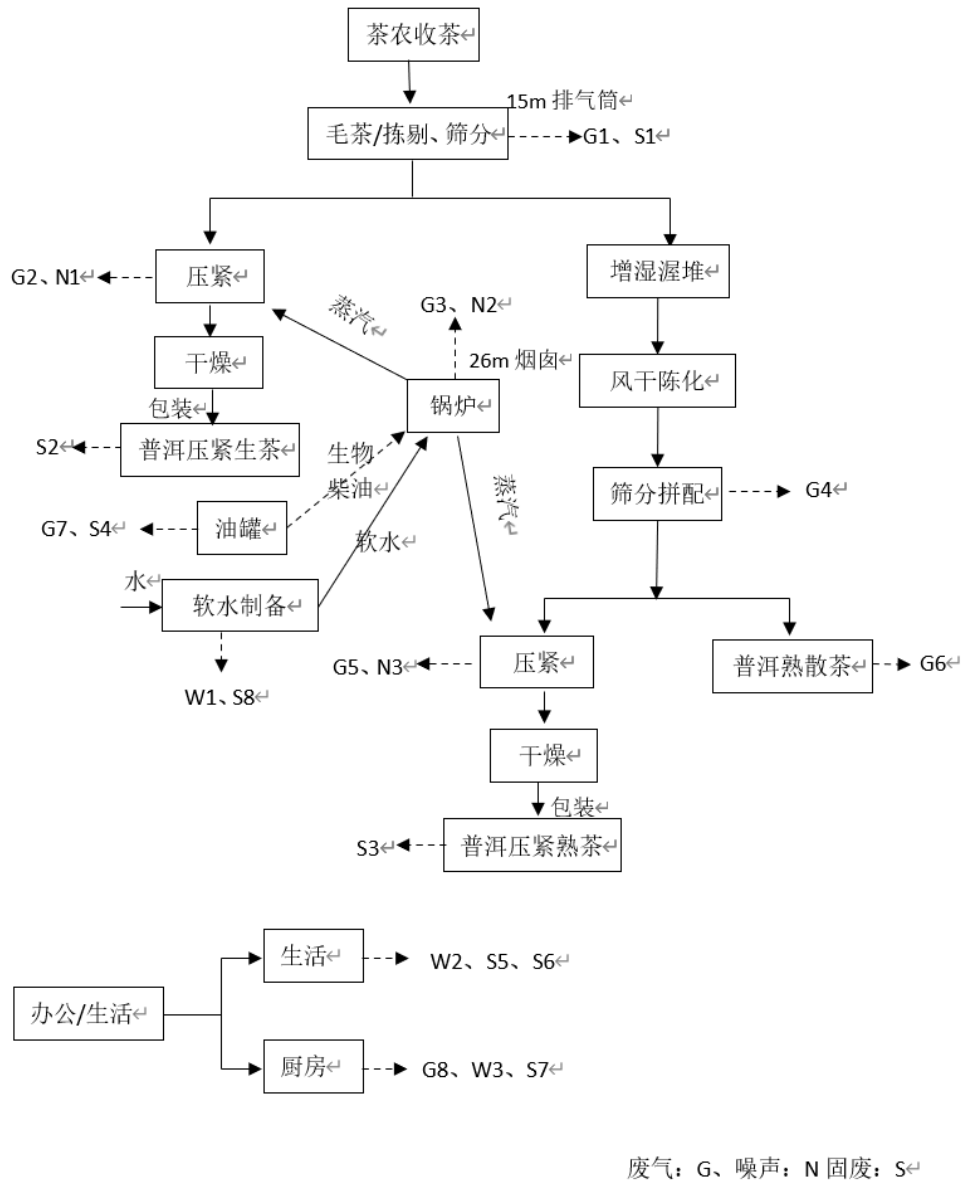 茶农收茶↵
15m 排气筒↵
毛茶/拣剔、筛分↵
G1、S1↵
压紧↵
G2、N1↵
增湿渥堆↵
蒸汽↵
G3、N2↵
干燥↵
26m 烟囱↵
风干陈化↵
锅炉↵
包装↵
S2↵
普洱压紧生茶↵
生物
柴油↵
蒸汽↵
筛分拼配↵
G4↵
G7、S4↵
油罐↵
软水↵
水↵
软水制备↵
W1、S8↵
G5、N3↵
压紧↵
普洱熟散茶↵
G6↵
干燥↵
包装↵
S3↵
普洱压紧熟茶↵
生活↵
W2、S5、S6↵
办公/生活↵
厨房↵
G8、W3、S7↵
废气：G、噪声：N 固废：S↵